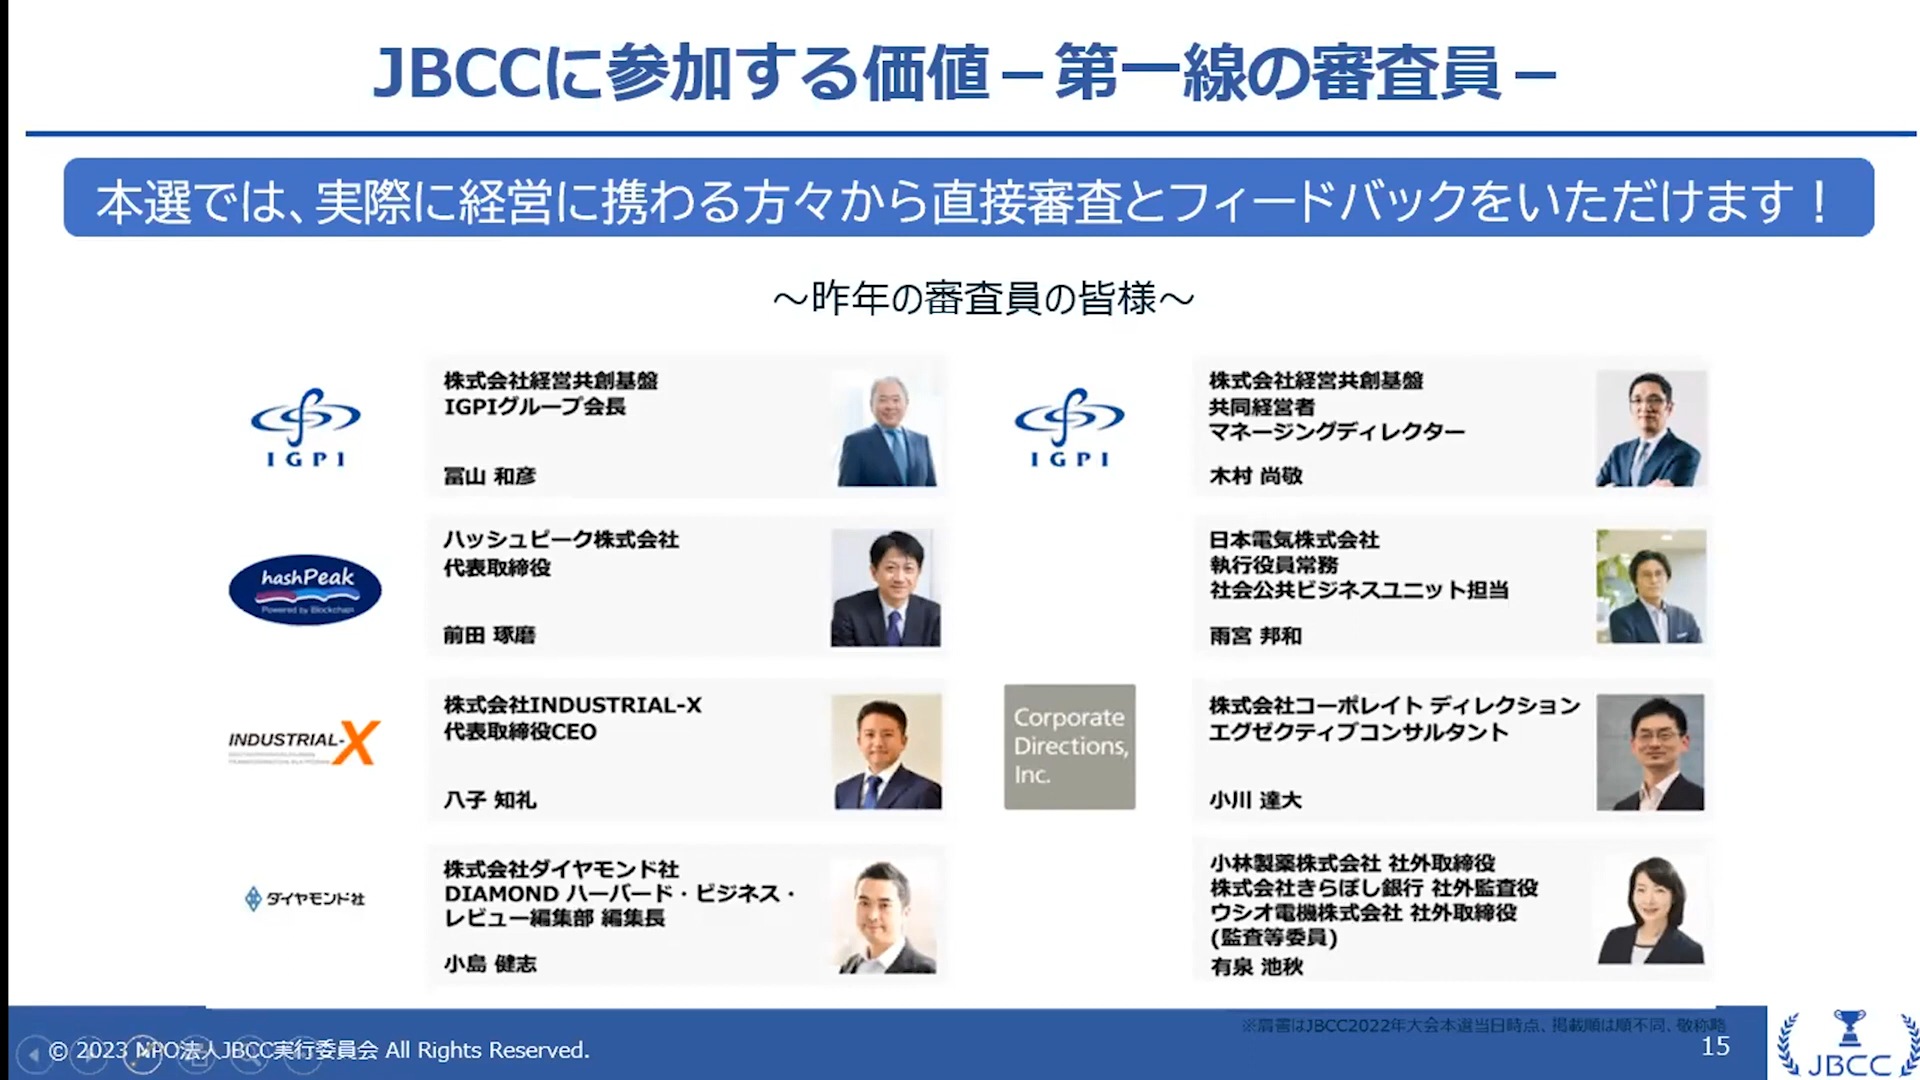 JBCCに参加する価値－第一線の審査員－
本選では、実際に経営に携わる方々から直接審査とフィードバックをいただけます！
～昨年の審査員の皆様～
IGPI
株式会社経営共創基盤
IGPIグループ会長
冨山 和彦
IGPI
株式会社経営共創基盤
共同経営者
マネージングディレクター
木村 尚敬
hashPeak
Powered by Blockchain
ハッシュピーク株式会社
代表取締役
前田 琢磨
日本電気株式会社
執行役員常務
社会公共ビジネスユニット担当
雨宮 邦和
INDUSTRIAL-X
株式会社INDUSTRIAL-X
代表取締役CEO
八子 知礼
Corporate
Directions,
Inc.
株式会社コーポレイト ディレクション
エグゼクティブコンサルタント
小川 達大
ダイヤモンド社
株式会社ダイヤモンド社
DIAMOND ハーバード・ビジネス・
レビュー編集部 編集長
小島 健志
小林製薬株式会社 社外取締役
株式会社きらぼし銀行 社外監査役
ウシオ電機株式会社 社外取締役
(監査等委員)
有泉 池秋
※肩書はJBCC2022年大会本選当日時点、掲載順は順不同、敬称略
© 2023 NPO法人JBCC実行委員会 All Rights Reserved.
15
JBCC